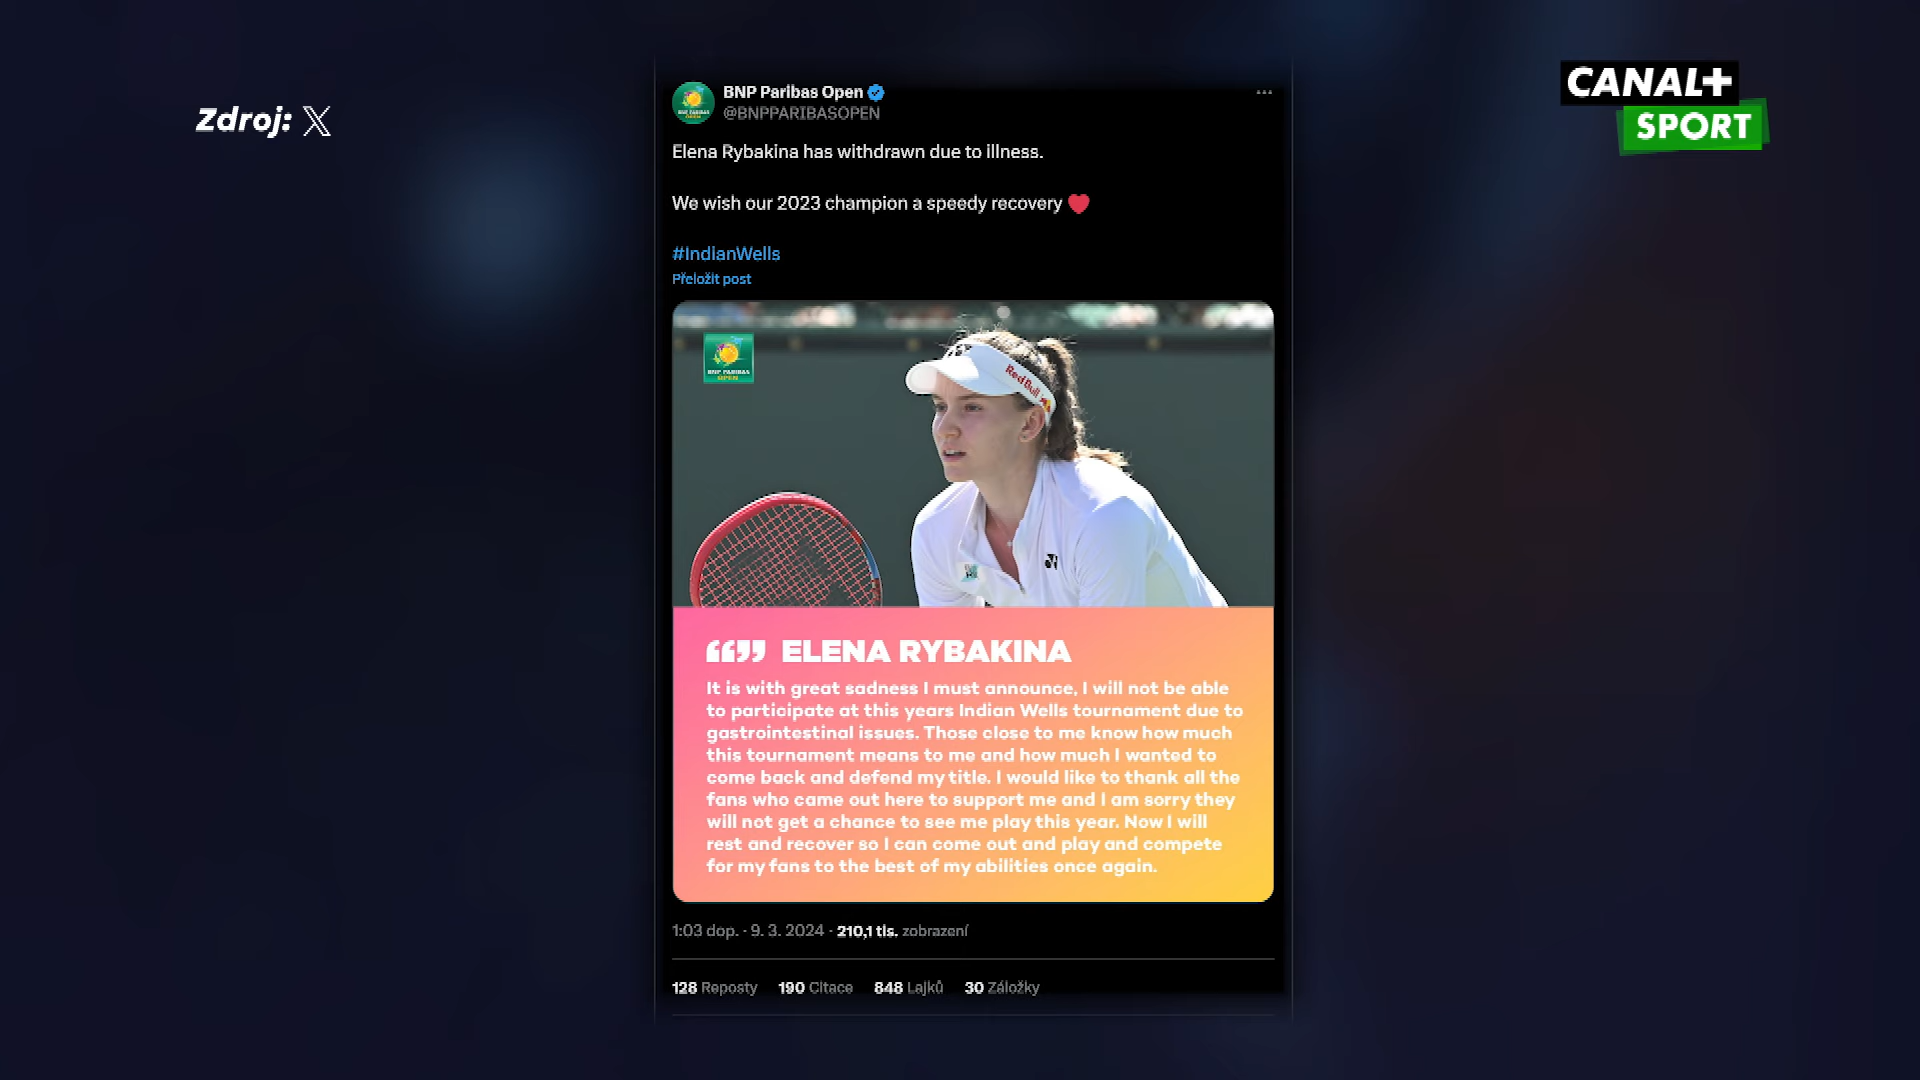 Zdroj: X
CANAL+
SPORT
BNP Paribas Open
@BNPPARIBASOPEN
Elena Rybakina has withdrawn due to illness.
We wish our 2023 champion a speedy recovery ❤️
#IndianWells
Přeložit post
BNP PARIBAS
OPEN
RedBull
ELENA RYBAKINA
It is with great sadness I must announce, I will not be able
to participate at this years Indian Wells tournament due to
gastrointestinal issues. Those close to me know how much
this tournament means to me and how much I wanted to
come back and defend my title. I would like to thank all the
fans who came out here to support me and I am sorry they
will not get a chance to see me play this year. Now I will
rest and recover so I can come out and play and compete
for my fans to the best of my abilities once again.
1:03 dop. · 9. 3. 2024 · 210,1 tis. zobrazení
128 Reposty 190 Citace 848 Lajků 30 Záložky